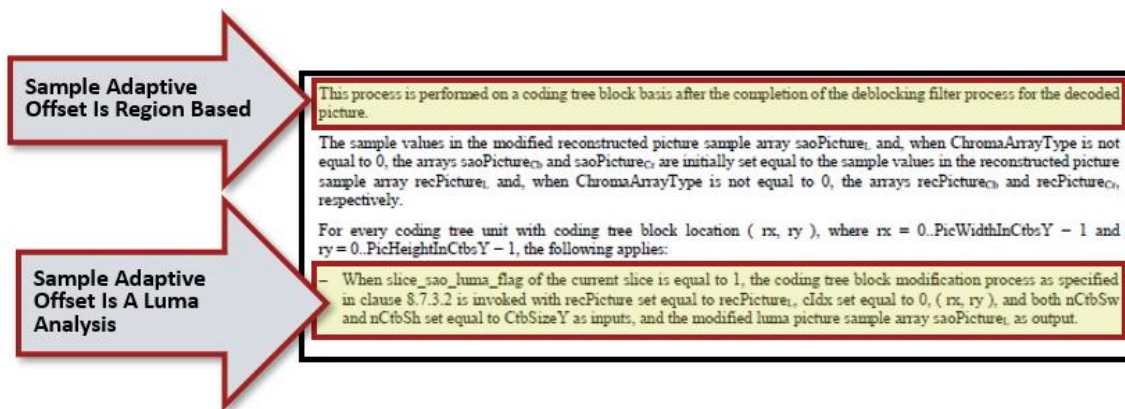 Sample Adaptive
Offset Is Region Based
This process is performed on a coding tree block basis after the completion of the deblocking filter process for the decoded
picture.
The sample values in the modified reconstructed picture sample array saoPictureL and, when ChromaArrayType is not
equal to 0, the arrays saoPictureCb and saoPictureCr are initially set equal to the sample values in the reconstructed picture
sample array recPictureL and, when ChromaArrayType is not equal to 0, the arrays recPictureCb and recPictureCr,
respectively.
For every coding tree unit with coding tree block location ( rx, ry ), where rx = 0..PicWidthInCtbsY − 1 and
ry = 0..PicHeightInCtbsY − 1, the following applies:
Sample Adaptive
Offset Is A Luma
Analysis
– When slice_sao_luma_flag of the current slice is equal to 1, the coding tree block modification process as specified
in clause 8.7.3.2 is invoked with recPicture set equal to recPictureL, cIdx set equal to 0, ( rx, ry ), and both nCtbSw
and nCtbSh set equal to CtbSizeY as inputs, and the modified luma picture sample array saoPictureL as output.